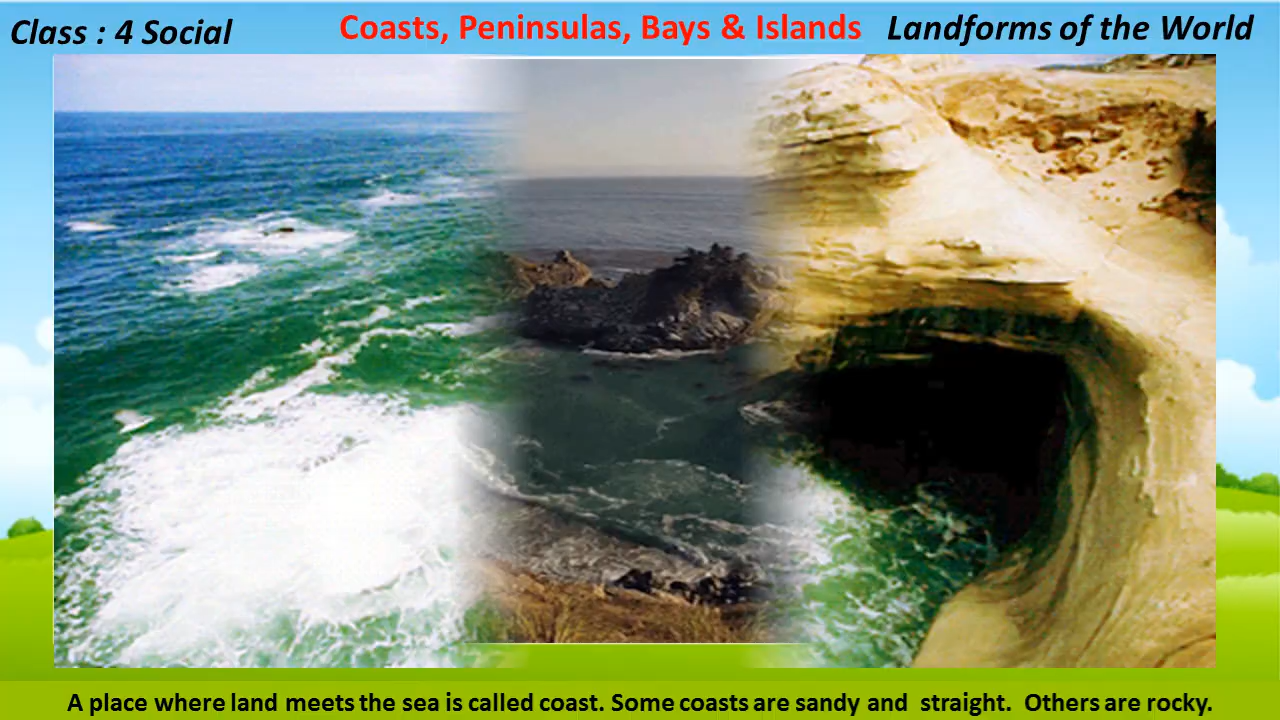 Class : 4 Social
Coasts, Peninsulas, Bays & Islands
Landforms of the World
A place where land meets the sea is called coast. Some coasts are sandy and straight. Others are rocky.